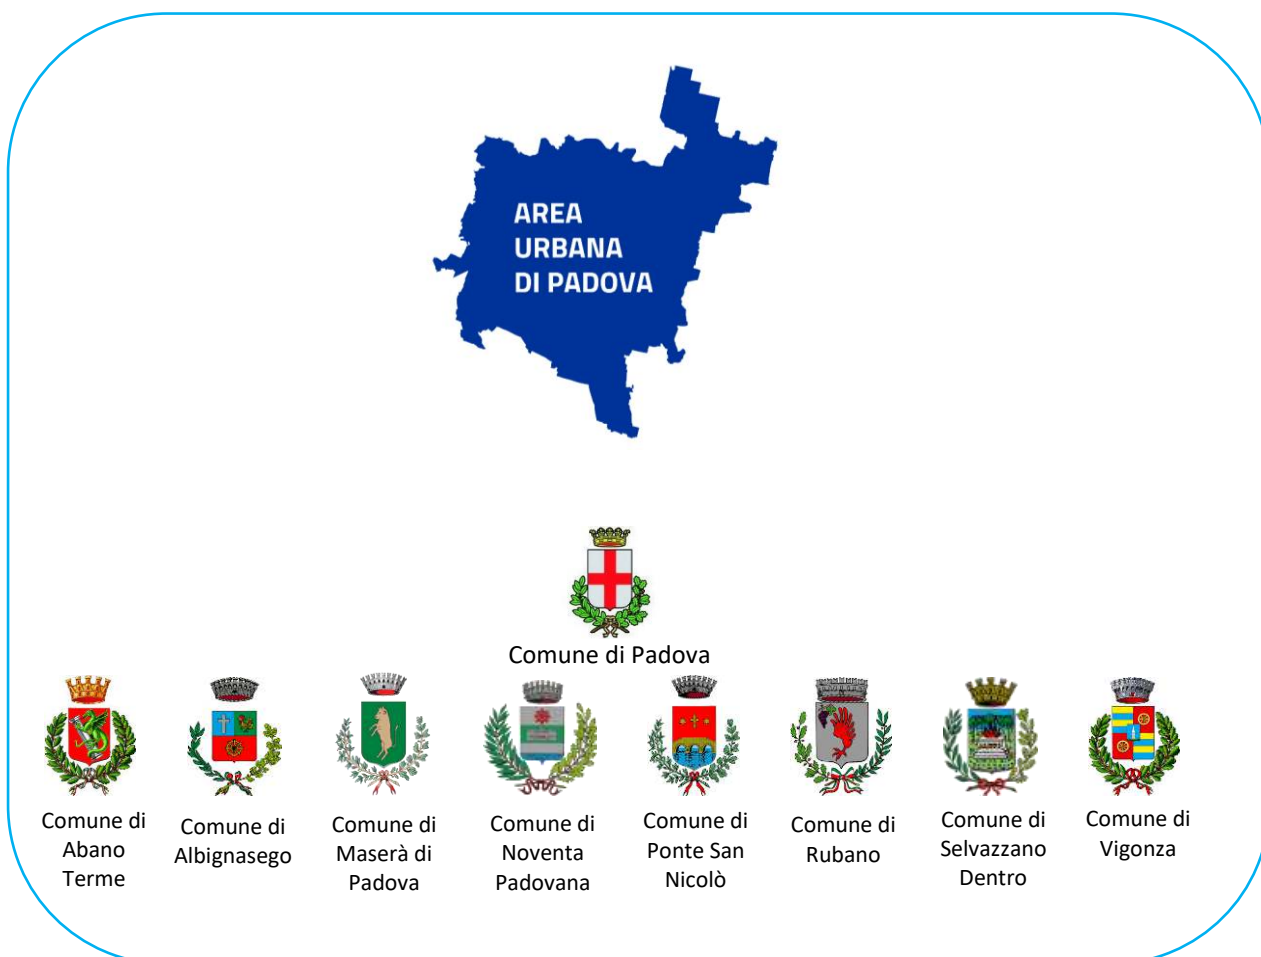 AREA
URBANA
DI PADOVA
Comune di Padova
Comune di
Abano
Terme
Comune di
Albignasego
Comune di
Maserà di
Padova
Comune di
Noventa
Padovana
Comune di
Ponte San
Nicolò
Comune di
Rubano
Comune di
Selvazzano
Dentro
Comune di
Vigonza